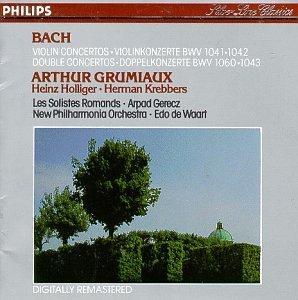 PHILIPS
Silver Line Classics
BACH
VIOLIN CONCERTOS · VIOLINKONZERTE BWV 1041 · 1042
DOUBLE CONCERTOS · DOPPELKONZERTE BWV 1060 · 1043
ARTHUR GRUMIAUX
Heinz Holliger · Herman Krebbers
Les Solistes Romands · Arpad Gerecz
New Philharmonia Orchestra · Edo de Waart
DIGITALLY REMASTERED